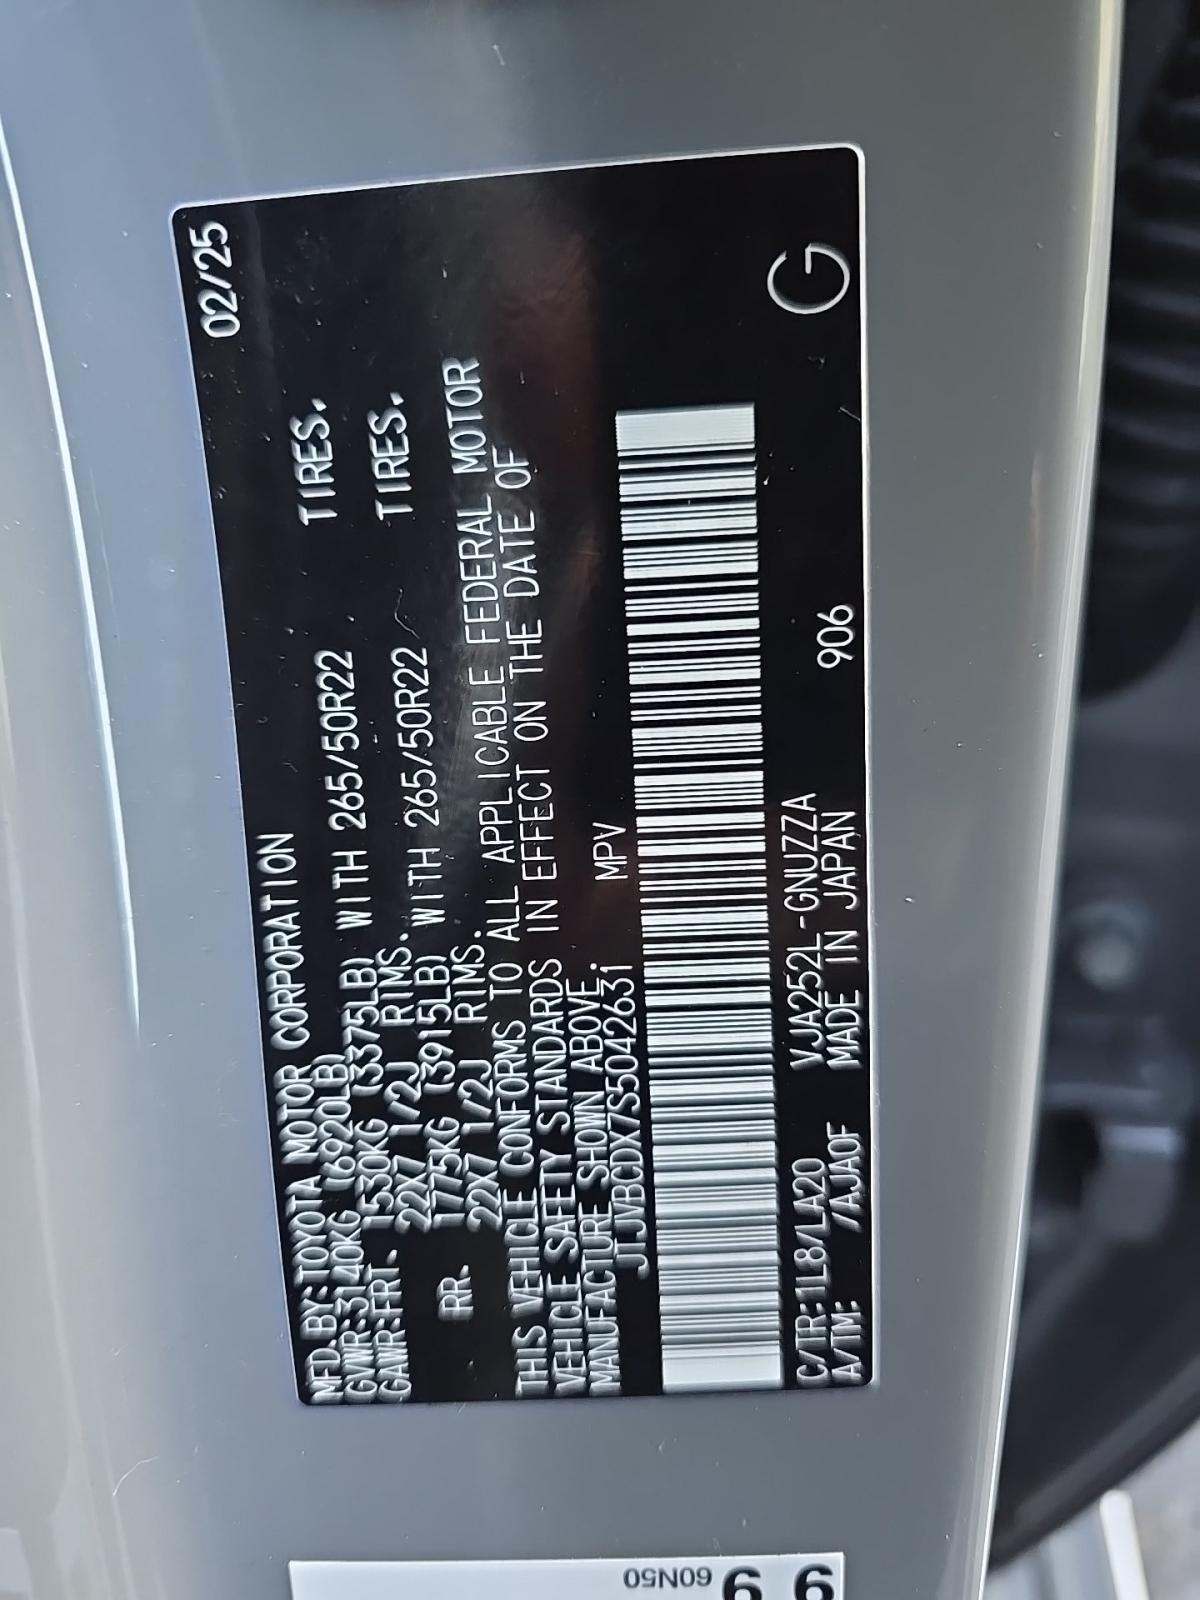 02/25
MFD.BY:TOYOTA MOTOR CORPORATION
GVWR:3140KG (6920LB)
GAWR:FRT. 1530KG (3375LB) WITH 265/50R22 TIRES.
22X7 1/2J RIMS.
RR. 1775KG (3915LB) WITH 265/50R22 TIRES.
22X7 1/2J RIMS.
THIS VEHICLE CONFORMS TO ALL APPLICABLE FEDERAL MOTOR
VEHICLE SAFETY STANDARDS IN EFFECT ON THE DATE OF
MANUFACTURE SHOWN ABOVE.
JTJVBCDX7S5042631 MPV
C/TR:1L8/LA20 VJA252L-GNUZZA 906
A/TM: /AJA0F MADE IN JAPAN G
60N50
9
9